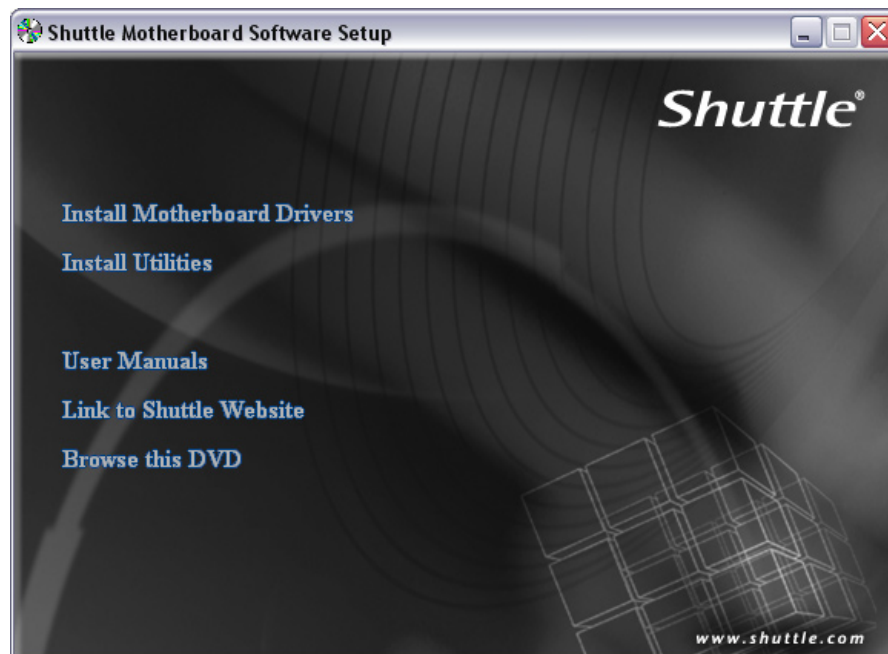 Shuttle Motherboard Software Setup
Shuttle®
Install Motherboard Drivers
Install Utilities
User Manuals
Link to Shuttle Website
Browse this DVD
www.shuttle.com